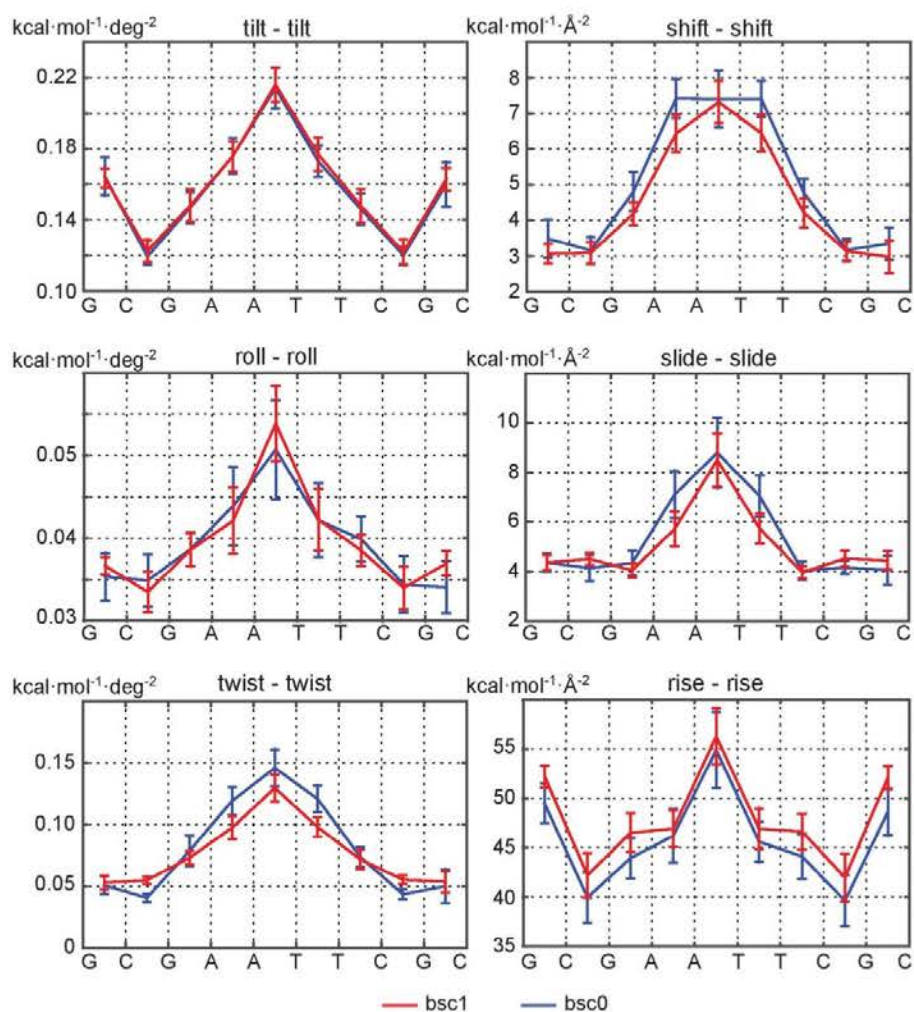 kcal·mol⁻¹·deg⁻² tilt - tilt
0.22
0.18
0.14
0.10
G C G A A T T C G C
kcal·mol⁻¹·Å⁻² shift - shift
8
7
6
5
4
3
2
G C G A A T T C G C
kcal·mol⁻¹·deg⁻² roll - roll
0.05
0.04
0.03
G C G A A T T C G C
kcal·mol⁻¹·Å⁻² slide - slide
10
8
6
4
2
G C G A A T T C G C
kcal·mol⁻¹·deg⁻² twist - twist
0.15
0.10
0.05
0
G C G A A T T C G C
kcal·mol⁻¹·Å⁻² rise - rise
55
50
45
40
35
G C G A A T T C G C
bsc1 bsc0